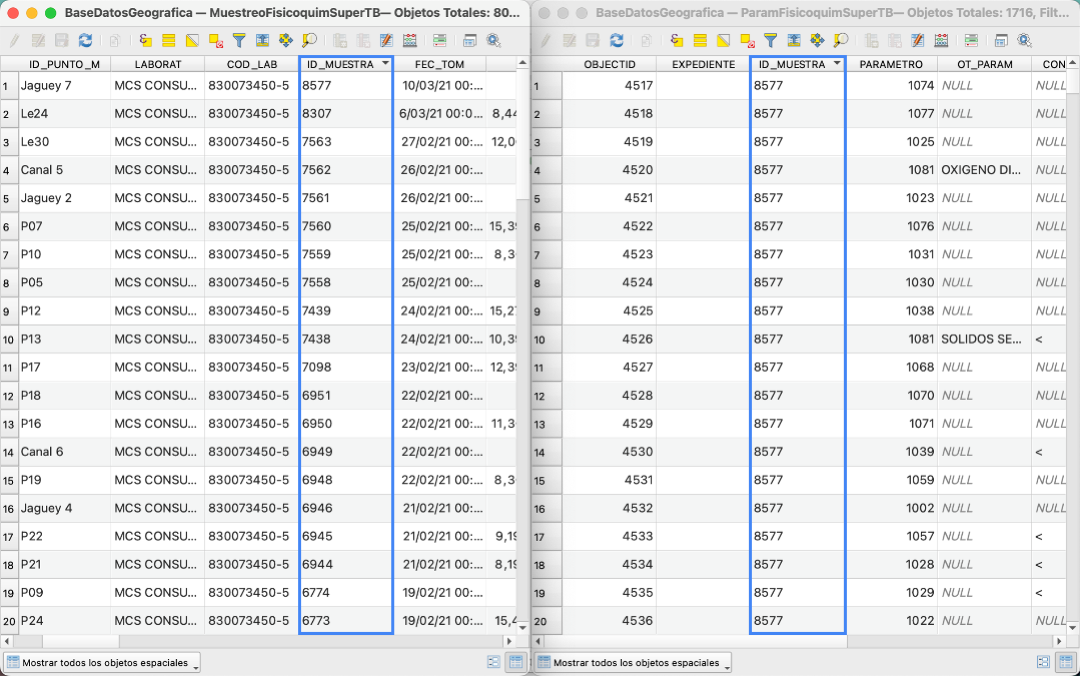 BaseDatosGeografica — MuestreoFisicoquimSuperTB— Objetos Totales: 80...
ID_PUNTO_M LABORAT COD_LAB ID_MUESTRA FEC_TOM
1 Jaguey 7 MCS CONSU... 830073450-5 8577 10/03/21 00:...
2 Le24 MCS CONSU... 830073450-5 8307 6/03/21 00:0... 8,44
3 Le30 MCS CONSU... 830073450-5 7563 27/02/21 00:... 12,0
4 Canal 5 MCS CONSU... 830073450-5 7562 26/02/21 00:...
5 Jaguey 2 MCS CONSU... 830073450-5 7561 26/02/21 00:...
6 P07 MCS CONSU... 830073450-5 7560 25/02/21 00:... 15,39
7 P10 MCS CONSU... 830073450-5 7559 25/02/21 00:... 8,3
8 P05 MCS CONSU... 830073450-5 7558 25/02/21 00:...
9 P12 MCS CONSU... 830073450-5 7439 24/02/21 00:... 15,27
10 P13 MCS CONSU... 830073450-5 7438 24/02/21 00:... 10,39
11 P17 MCS CONSU... 830073450-5 7098 23/02/21 00:... 12,39
12 P18 MCS CONSU... 830073450-5 6951 22/02/21 00:...
13 P16 MCS CONSU... 830073450-5 6950 22/02/21 00:... 11,3
14 Canal 6 MCS CONSU... 830073450-5 6949 22/02/21 00:...
15 P19 MCS CONSU... 830073450-5 6948 22/02/21 00:... 8,3
16 Jaguey 4 MCS CONSU... 830073450-5 6946 21/02/21 00:...
17 P22 MCS CONSU... 830073450-5 6945 21/02/21 00:... 9,19
18 P21 MCS CONSU... 830073450-5 6944 21/02/21 00:... 8,19
19 P09 MCS CONSU... 830073450-5 6774 19/02/21 00:...
20 P24 MCS CONSU... 830073450-5 6773 19/02/21 00:... 15,4
Mostrar todos los objetos espaciales
BaseDatosGeografica — ParamFisicoquimSuperTB— Objetos Totales: 1716, Filt...
OBJECTID EXPEDIENTE ID_MUESTRA PARAMETRO OT_PARAM CON
1 4517 8577 1074 NULL NULL
2 4518 8577 1077 NULL NULL
3 4519 8577 1025 NULL NULL
4 4520 8577 1081 OXIGENO DI... NULL
5 4521 8577 1023 NULL NULL
6 4522 8577 1076 NULL NULL
7 4523 8577 1031 NULL NULL
8 4524 8577 1030 NULL NULL
9 4525 8577 1038 NULL NULL
10 4526 8577 1081 SOLIDOS SE... <
11 4527 8577 1068 NULL NULL
12 4528 8577 1070 NULL NULL
13 4529 8577 1071 NULL NULL
14 4530 8577 1039 NULL <
15 4531 8577 1059 NULL NULL
16 4532 8577 1002 NULL NULL
17 4533 8577 1057 NULL <
18 4534 8577 1028 NULL <
19 4535 8577 1029 NULL <
20 4536 8577 1022 NULL NULL
Mostrar todos los objetos espaciales